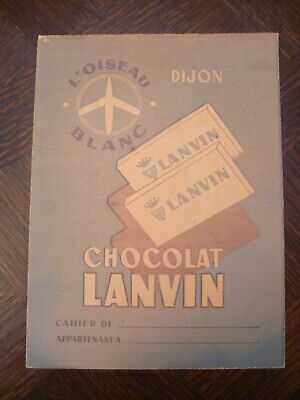 L'OISEAU
BLANC
DIJON
LANVIN
LANVIN
CHOCOLAT
LANVIN
CAHIER DE
APPARTENANT A